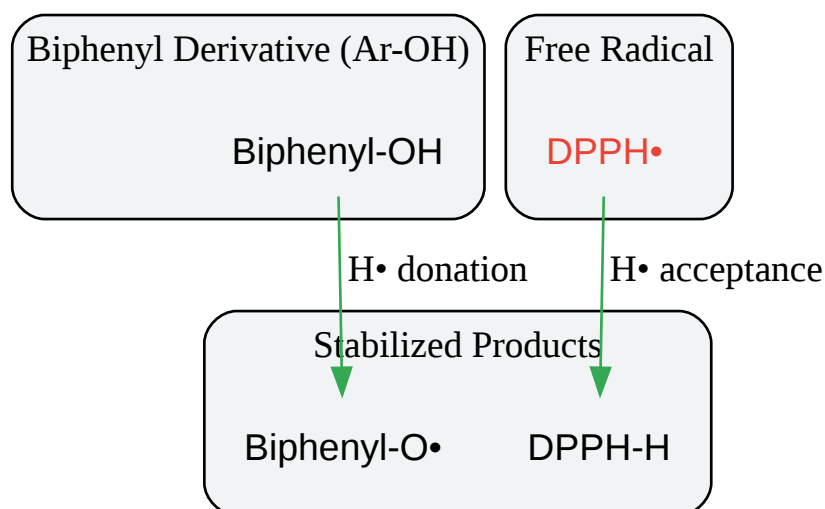 Biphenyl Derivative (Ar-OH)
Free Radical
Biphenyl-OH
DPPH•
H• donation
H• acceptance
Stabilized Products
Biphenyl-O•
DPPH-H